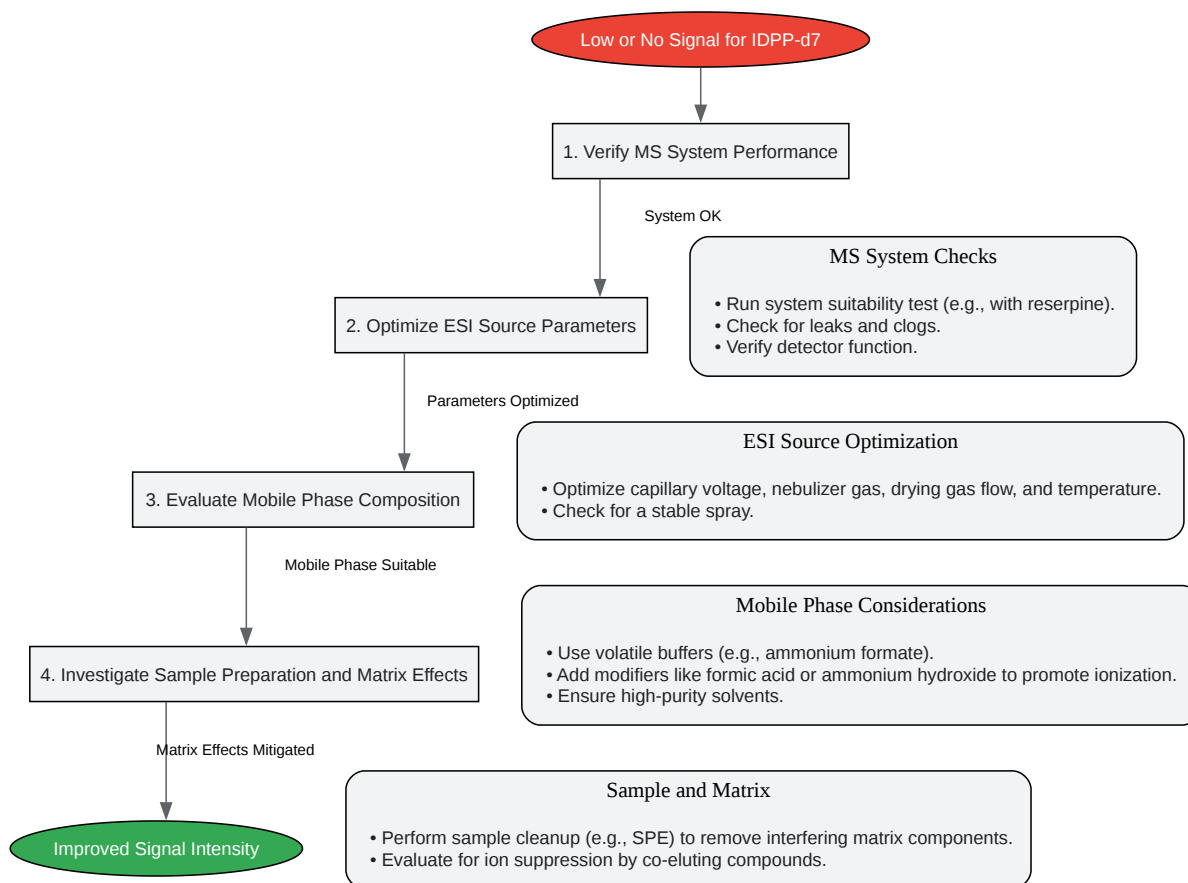 Low or No Signal for IDPP-d7
1. Verify MS System Performance
System OK
MS System Checks
• Run system suitability test (e.g., with reserpine).
• Check for leaks and clogs.
• Verify detector function.
2. Optimize ESI Source Parameters
Parameters Optimized
ESI Source Optimization
• Optimize capillary voltage, nebulizer gas, drying gas flow, and temperature.
• Check for a stable spray.
3. Evaluate Mobile Phase Composition
Mobile Phase Suitable
Mobile Phase Considerations
• Use volatile buffers (e.g., ammonium formate).
• Add modifiers like formic acid or ammonium hydroxide to promote ionization.
• Ensure high-purity solvents.
4. Investigate Sample Preparation and Matrix Effects
Matrix Effects Mitigated
Sample and Matrix
• Perform sample cleanup (e.g., SPE) to remove interfering matrix components.
• Evaluate for ion suppression by co-eluting compounds.
Improved Signal Intensity